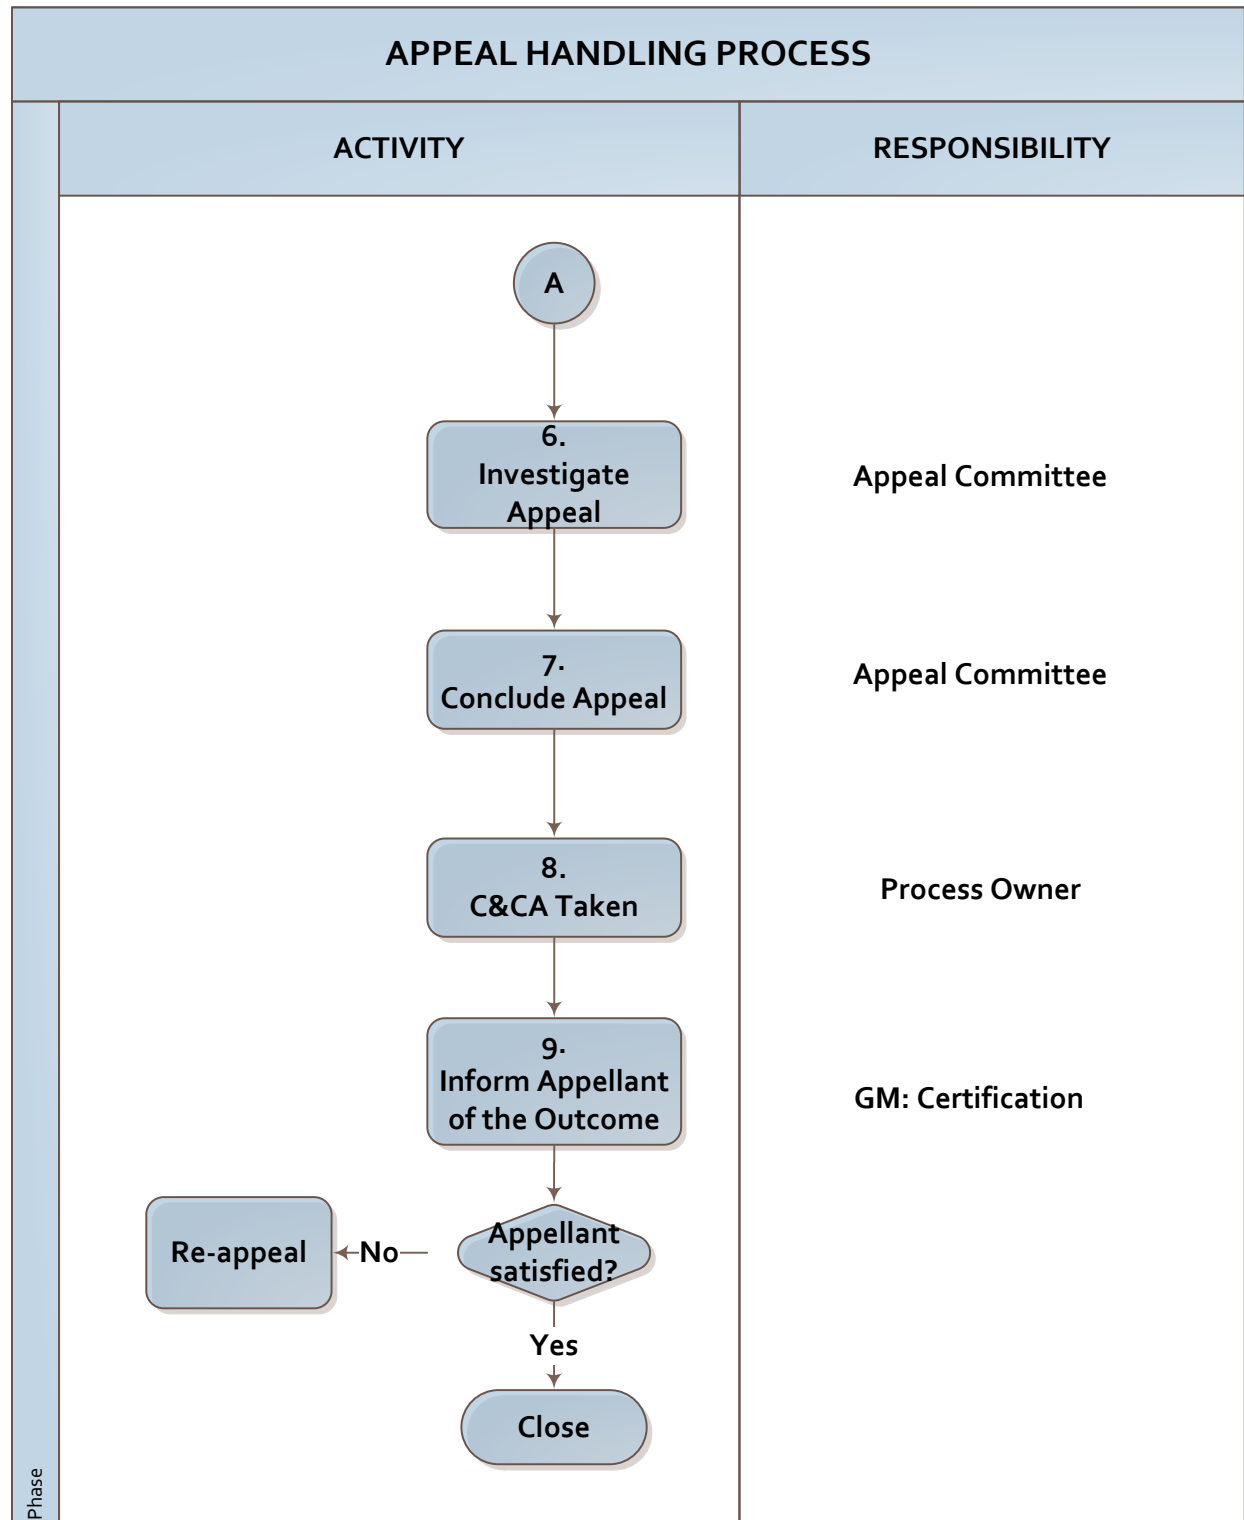 APPEAL HANDLING PROCESS
ACTIVITY
RESPONSIBILITY
A
6.
Investigate
Appeal
Appeal Committee
7.
Conclude Appeal
Appeal Committee
8.
C&CA Taken
Process Owner
9.
Inform Appellant
of the Outcome
GM: Certification
Appellant
satisfied?
No
Re-appeal
Yes
Close
Phase